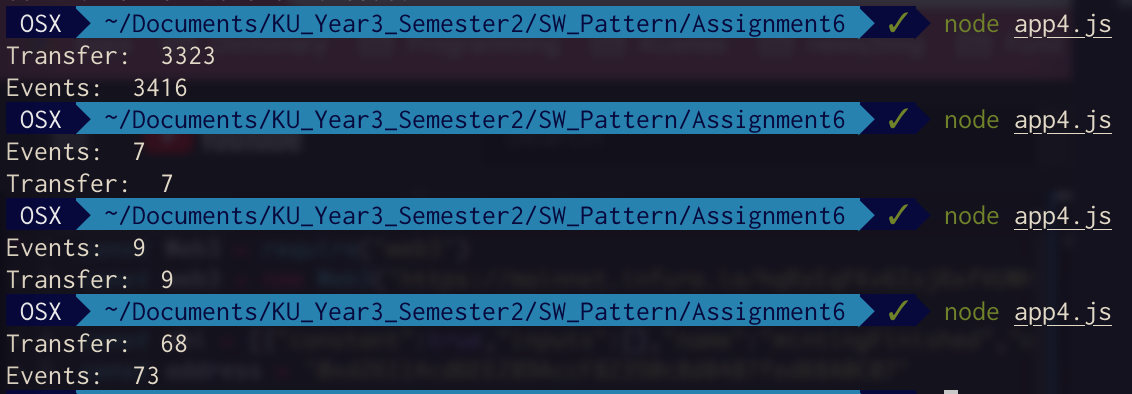 OSX ~/Documents/KU_Year3_Semester2/SW_Pattern/Assignment6 ✓ node app4.js
Transfer: 3323
Events: 3416
OSX ~/Documents/KU_Year3_Semester2/SW_Pattern/Assignment6 ✓ node app4.js
Events: 7
Transfer: 7
OSX ~/Documents/KU_Year3_Semester2/SW_Pattern/Assignment6 ✓ node app4.js
Events: 9
Transfer: 9
OSX ~/Documents/KU_Year3_Semester2/SW_Pattern/Assignment6 ✓ node app4.js
Transfer: 68
Events: 73